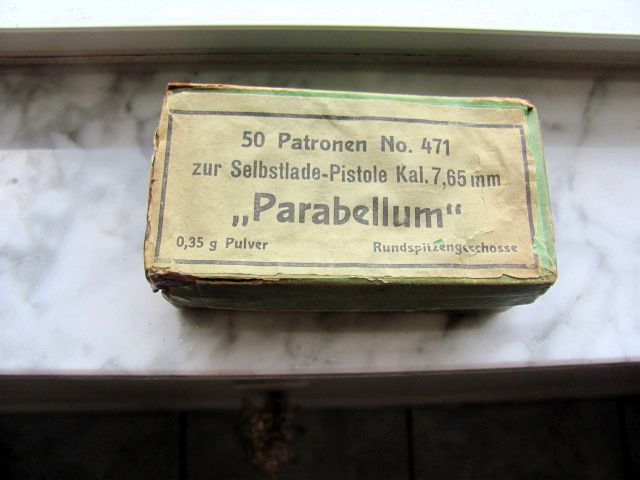 50 Patronen No. 471
zur Selbstlade-Pistole Kal. 7,65 mm
„Parabellum“
0,35 g Pulver Rundspitzengeschosse